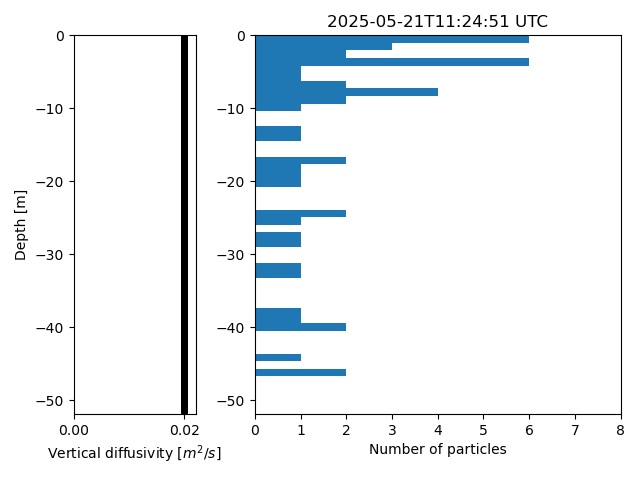 2025-05-21T11:24:51 UTC
0
−10
−20
−30
−40
−50
Depth [m]
0.00
0.02
Vertical diffusivity [m²/s]
0
−10
−20
−30
−40
−50
0 1 2 3 4 5 6 7 8
Number of particles